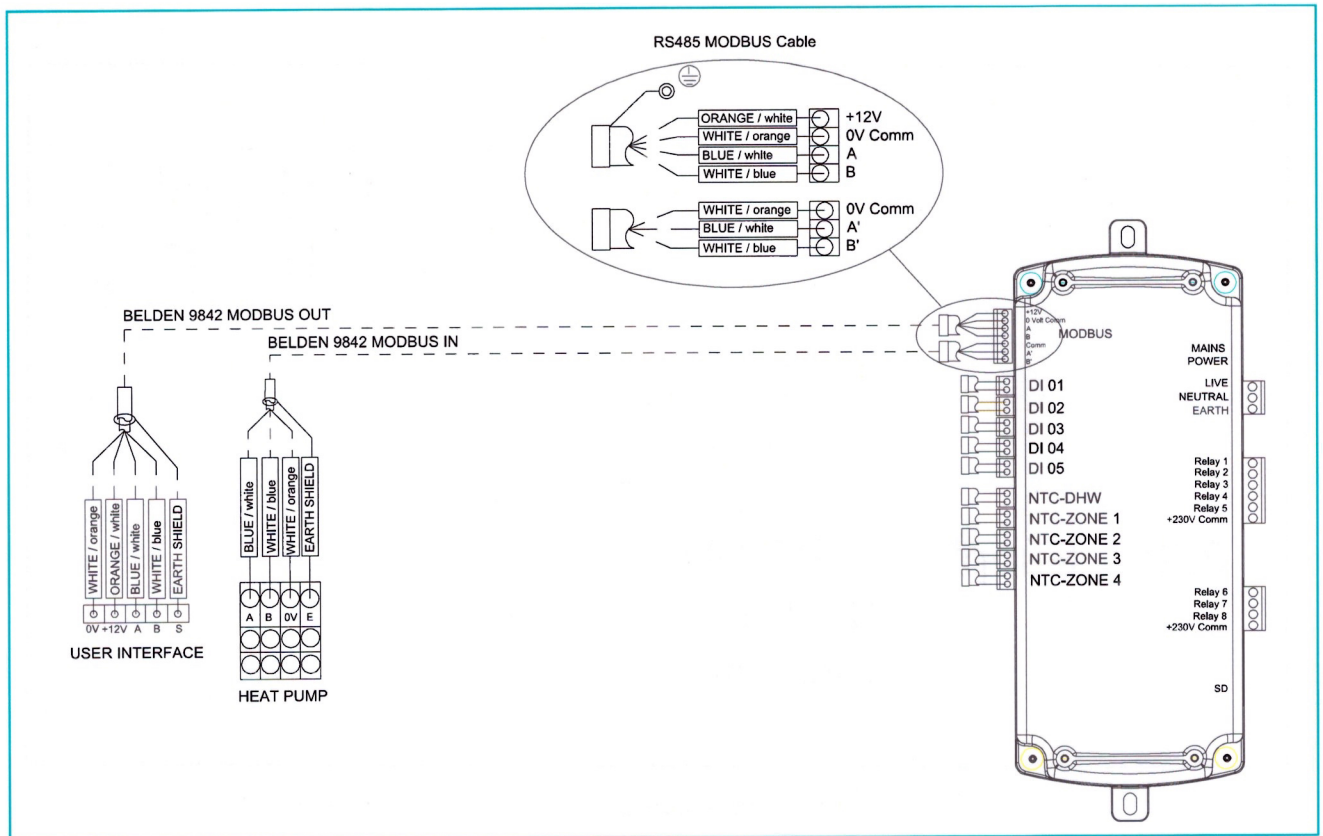 RS485 MODBUS Cable
ORANGE / white +12V
WHITE / orange 0V Comm
BLUE / white A
WHITE / blue B
WHITE / orange 0V Comm
BLUE / white A'
WHITE / blue B'
BELDEN 9842 MODBUS OUT
BELDEN 9842 MODBUS IN
WHITE / orange
ORANGE / white
BLUE / white
WHITE / blue
EARTH SHIELD
0V +12V A B S
USER INTERFACE
BLUE / white
WHITE / blue
WHITE / orange
EARTH SHIELD
A B 0V E
HEAT PUMP
+12V
0 Volt Comm
A
B
Comm
A'
B'
MODBUS
DI 01
DI 02
DI 03
DI 04
DI 05
NTC-DHW
NTC-ZONE 1
NTC-ZONE 2
NTC-ZONE 3
NTC-ZONE 4
MAINS
POWER
LIVE
NEUTRAL
EARTH
Relay 1
Relay 2
Relay 3
Relay 4
Relay 5
+230V Comm
Relay 6
Relay 7
Relay 8
+230V Comm
SD